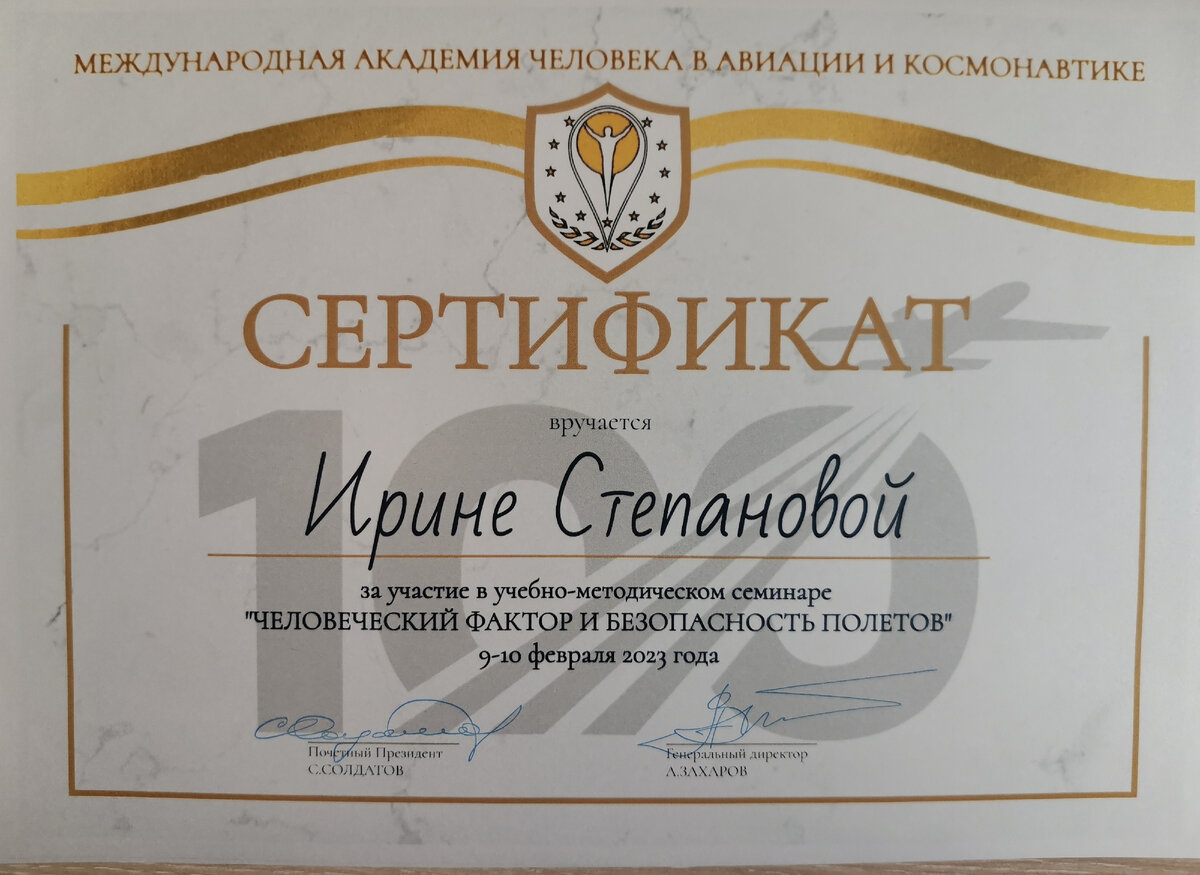 МЕЖДУНАРОДНАЯ АКАДЕМИЯ ЧЕЛОВЕКА В АВИАЦИИ И КОСМОНАВТИКЕ
СЕРТИФИКАТ
100
вручается
Ирине Степановой
за участие в учебно-методическом семинаре
"ЧЕЛОВЕЧЕСКИЙ ФАКТОР И БЕЗОПАСНОСТЬ ПОЛЕТОВ"
9-10 февраля 2023 года
Почетный Президент
С.СОЛДАТОВ
Генеральный директор
А.ЗАХАРОВ